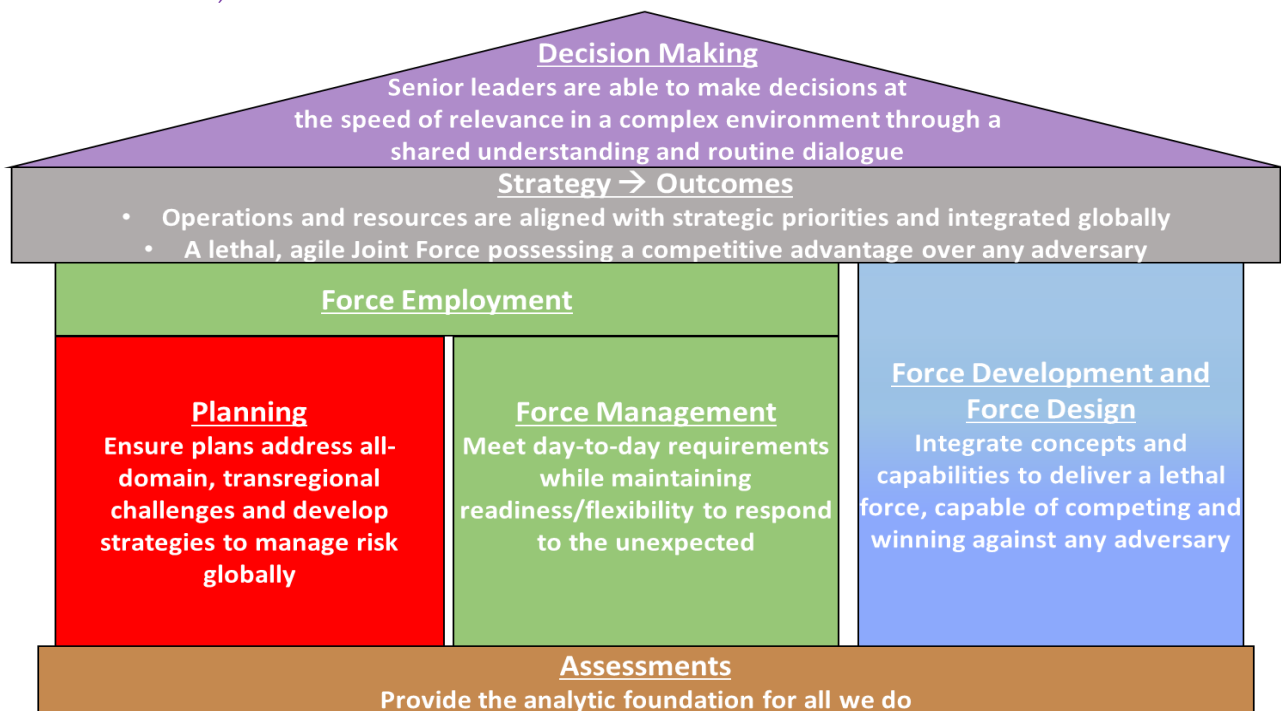 Decision Making
Senior leaders are able to make decisions at
the speed of relevance in a complex environment through a
shared understanding and routine dialogue
Strategy → Outcomes
• Operations and resources are aligned with strategic priorities and integrated globally
• A lethal, agile Joint Force possessing a competitive advantage over any adversary
Force Employment
Planning
Ensure plans address all-
domain, transregional
challenges and develop
strategies to manage risk
globally
Force Management
Meet day-to-day requirements
while maintaining
readiness/flexibility to respond
to the unexpected
Force Development and
Force Design
Integrate concepts and
capabilities to deliver a lethal
force, capable of competing and
winning against any adversary
Assessments
Provide the analytic foundation for all we do